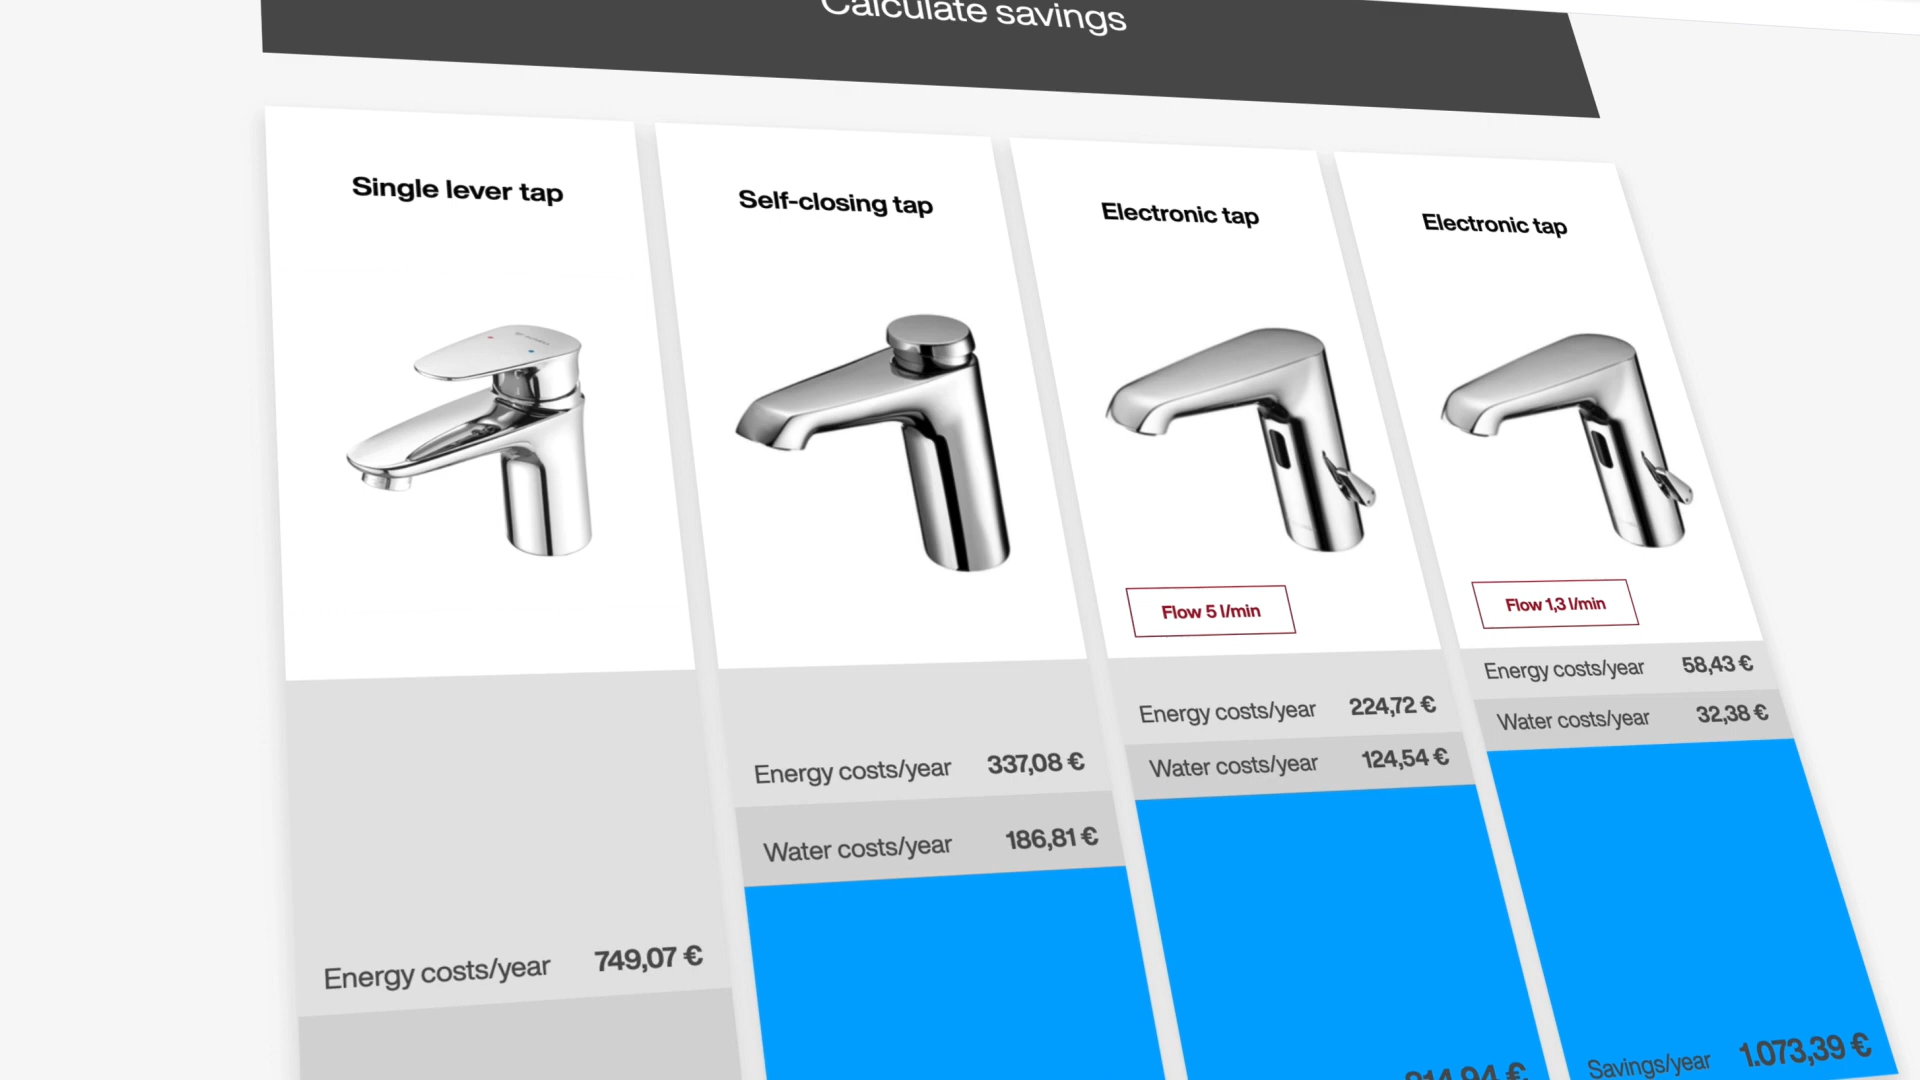 Calculate savings
Single lever tap
Energy costs/year 749,07 €
Self-closing tap
Energy costs/year 337,08 €
Water costs/year 186,81 €
Electronic tap
Flow 5 l/min
Energy costs/year 224,72 €
Water costs/year 124,54 €
Electronic tap
Flow 1,3 l/min
Energy costs/year 58,43 €
Water costs/year 32,38 €
Savings/year 1.073,39 €